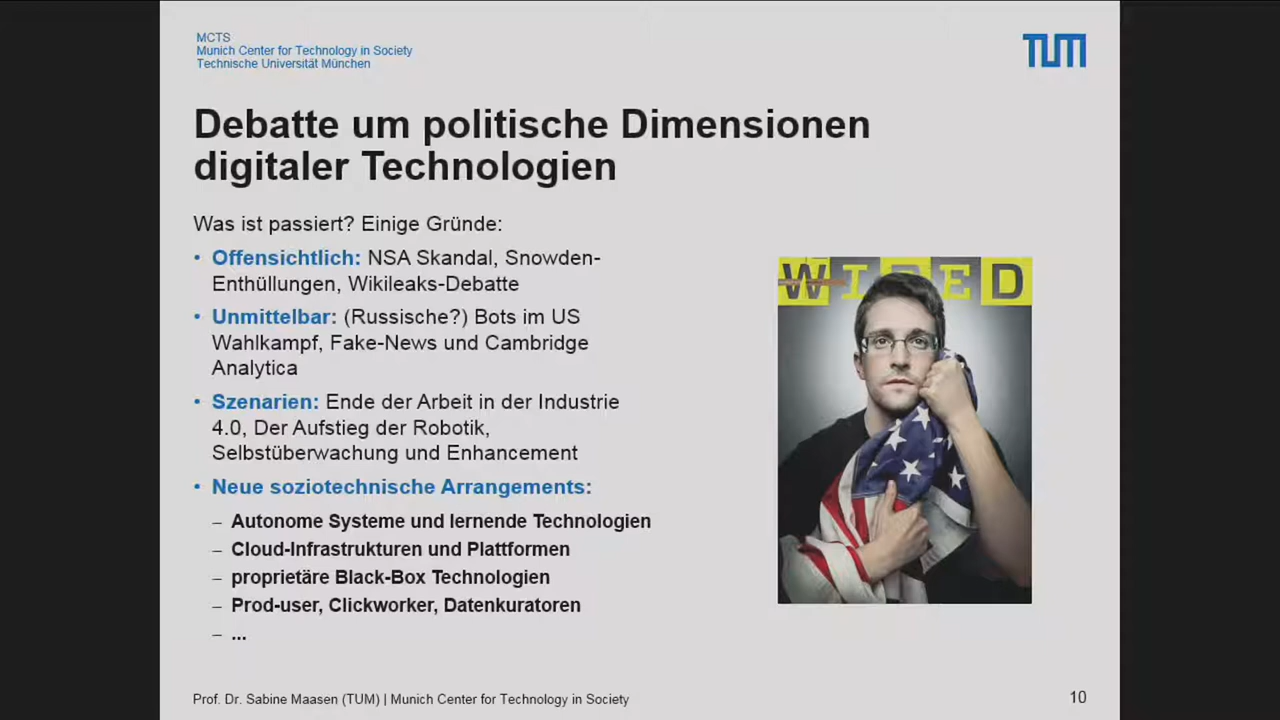 MCTS
Munich Center for Technology in Society
Technische Universität München
TUM
Debatte um politische Dimensionen
digitaler Technologien
Was ist passiert? Einige Gründe:
• Offensichtlich: NSA Skandal, Snowden-
Enthüllungen, Wikileaks-Debatte
• Unmittelbar: (Russische?) Bots im US
Wahlkampf, Fake-News und Cambridge
Analytica
• Szenarien: Ende der Arbeit in der Industrie
4.0, Der Aufstieg der Robotik,
Selbstüberwachung und Enhancement
• Neue soziotechnische Arrangements:
– Autonome Systeme und lernende Technologien
– Cloud-Infrastrukturen und Plattformen
– proprietäre Black-Box Technologien
– Prod-user, Clickworker, Datenkuratoren
– ...
WIRED
Prof. Dr. Sabine Maasen (TUM) | Munich Center for Technology in Society
10